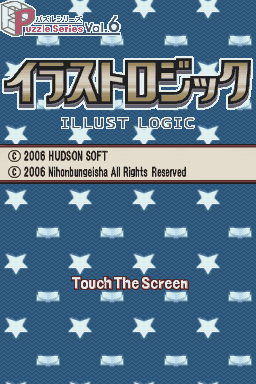 パズルシリーズ
Puzzle Series Vol.6
イラストロジック
ILLUST LOGIC
© 2006 HUDSON SOFT
© 2006 Nihonbungeisha All Rights Reserved
Touch The Screen